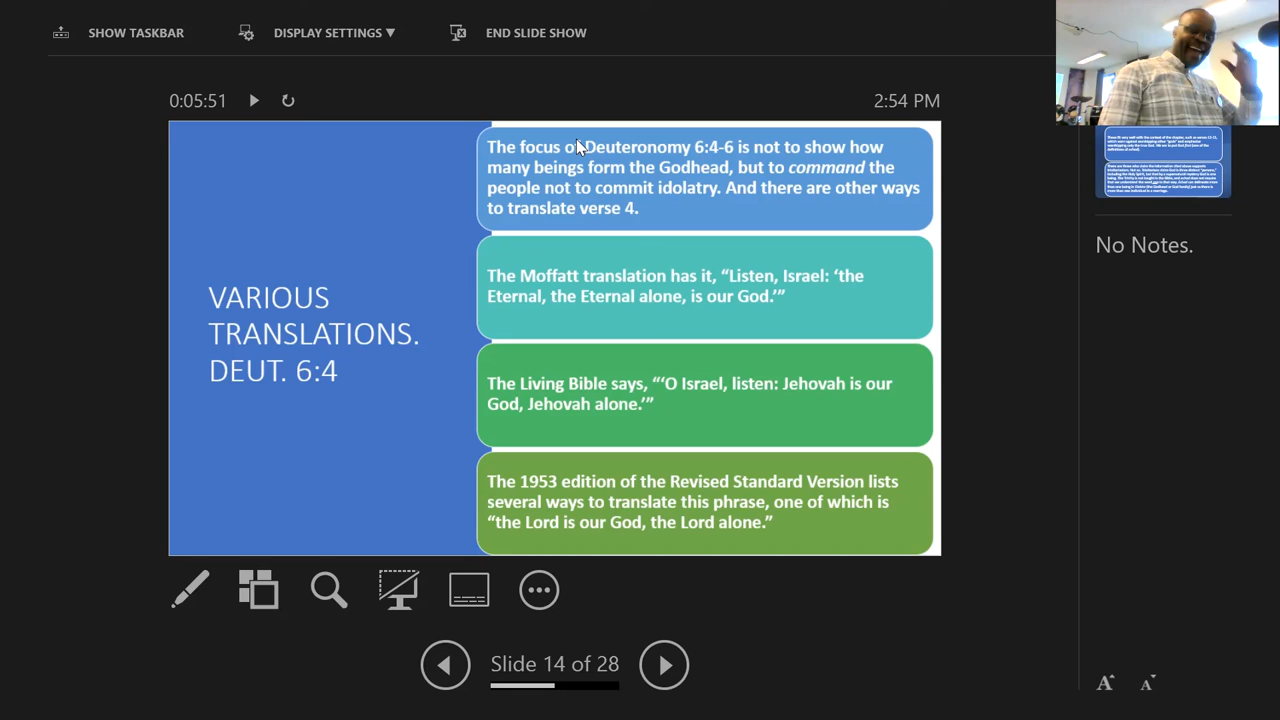 SHOW TASKBAR
DISPLAY SETTINGS ▼
END SLIDE SHOW
0:05:51
2:54 PM
VARIOUS
TRANSLATIONS.
DEUT. 6:4
The focus of Deuteronomy 6:4-6 is not to show how
many beings form the Godhead, but to command the
people not to commit idolatry. And there are other ways
to translate verse 4.
The Moffatt translation has it, “Listen, Israel: ‘the
Eternal, the Eternal alone, is our God.’”
The Living Bible says, “‘O Israel, listen: Jehovah is our
God, Jehovah alone.’”
The 1953 edition of the Revised Standard Version lists
several ways to translate this phrase, one of which is
“the Lord is our God, the Lord alone.”
No Notes.
Slide 14 of 28
A A